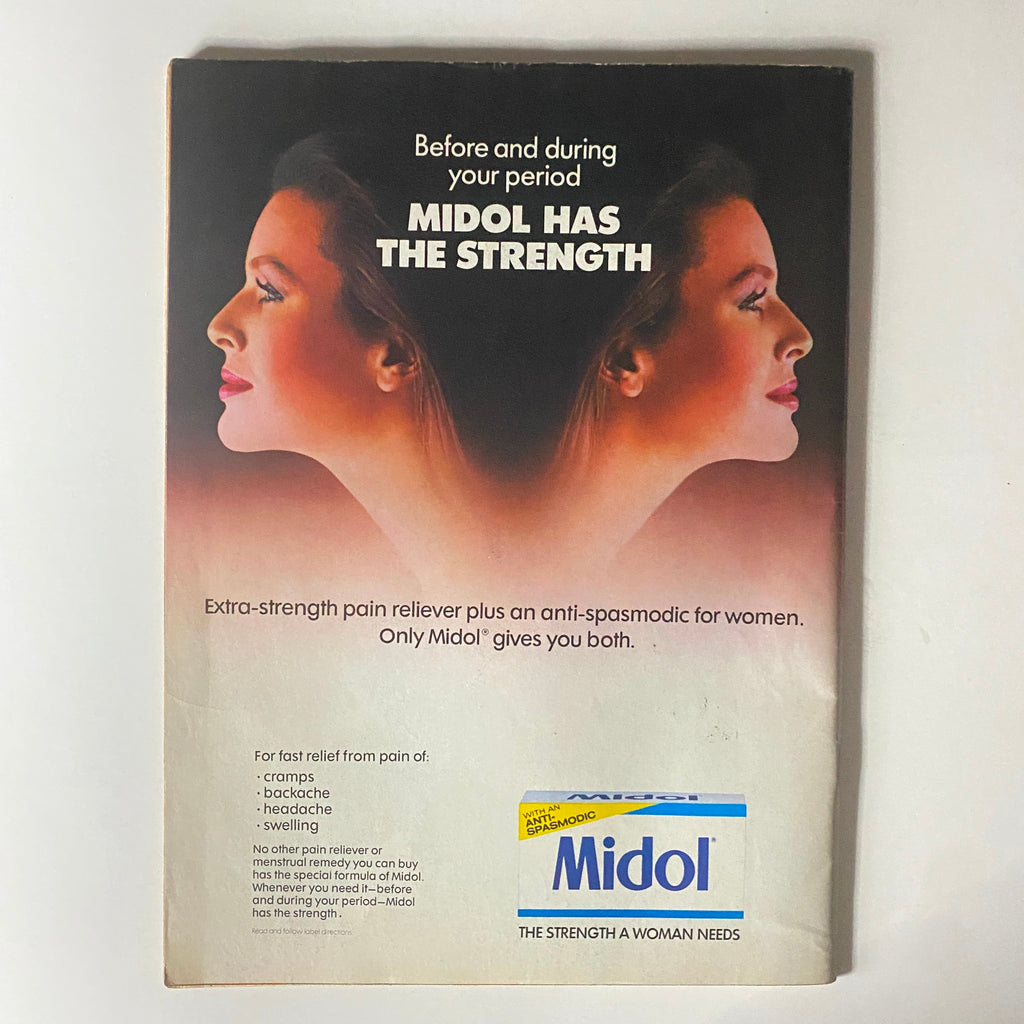 Before and during
your period
MIDOL HAS
THE STRENGTH
Extra-strength pain reliever plus an anti-spasmodic for women.
Only Midol® gives you both.
For fast relief from pain of:
· cramps
· backache
· headache
· swelling
No other pain reliever or
menstrual remedy you can buy
has the special formula of Midol.
Whenever you need it—before
and during your period—Midol
has the strength.
Read and follow label directions
Midol
WITH AN
ANTI-
SPASMODIC
Midol®
THE STRENGTH A WOMAN NEEDS